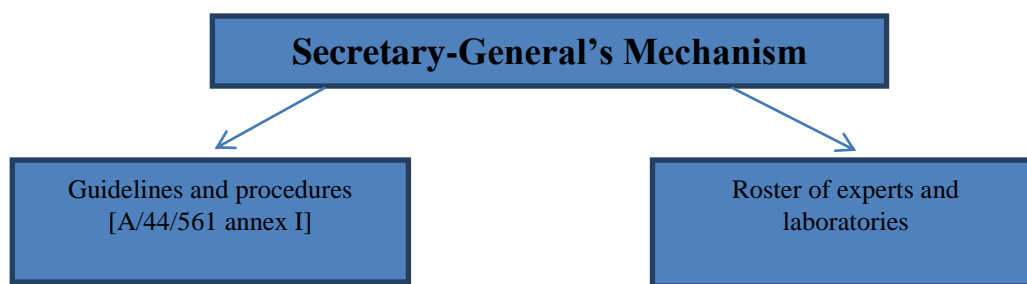 Secretary-General’s Mechanism
Guidelines and procedures
[A/44/561 annex I]
Roster of experts and
laboratories